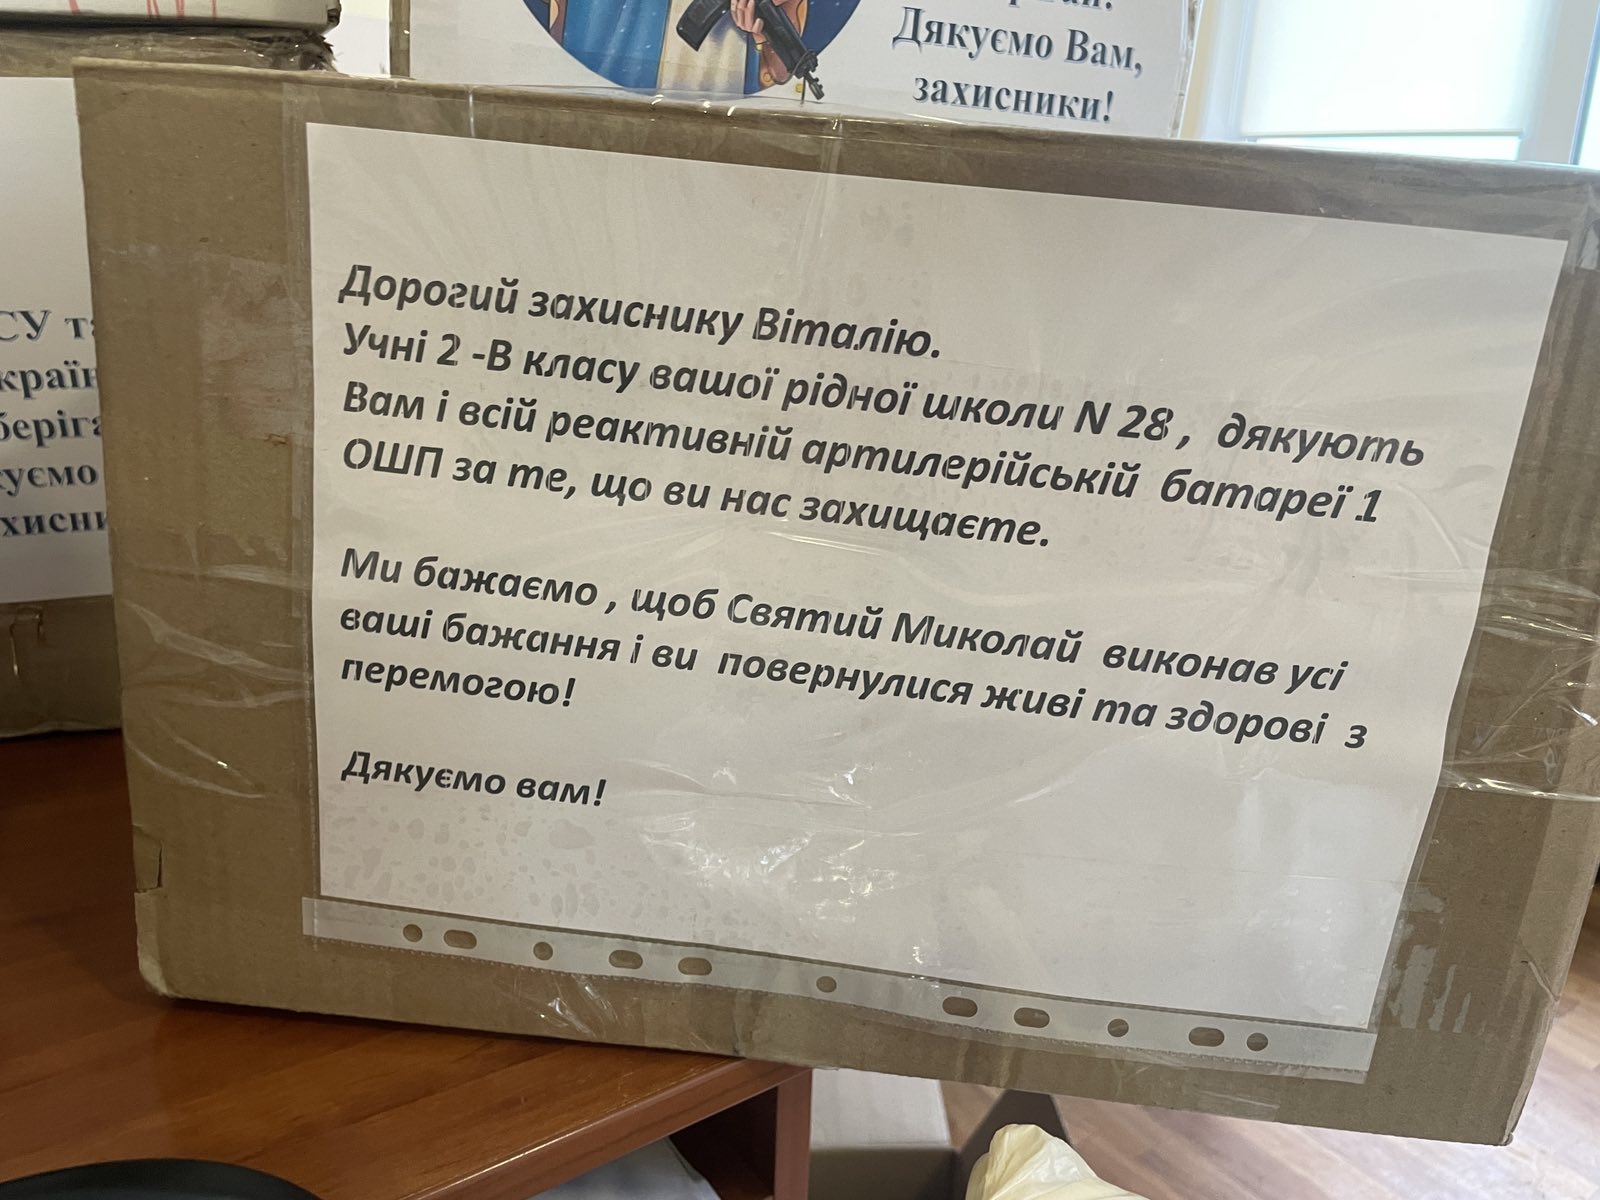 Дякуємо Вам,
захисники!
СУ
Дорогий захиснику Віталію.
Учні 2 -В класу вашої рідної школи N 28 , дякують
Вам і всій реактивній артилерійській батареї 1
ОШП за те, що ви нас захищаєте.
Ми бажаємо , щоб Святий Миколай виконав усі
ваші бажання і ви повернулися живі та здорові з
перемогою!
Дякуємо вам!